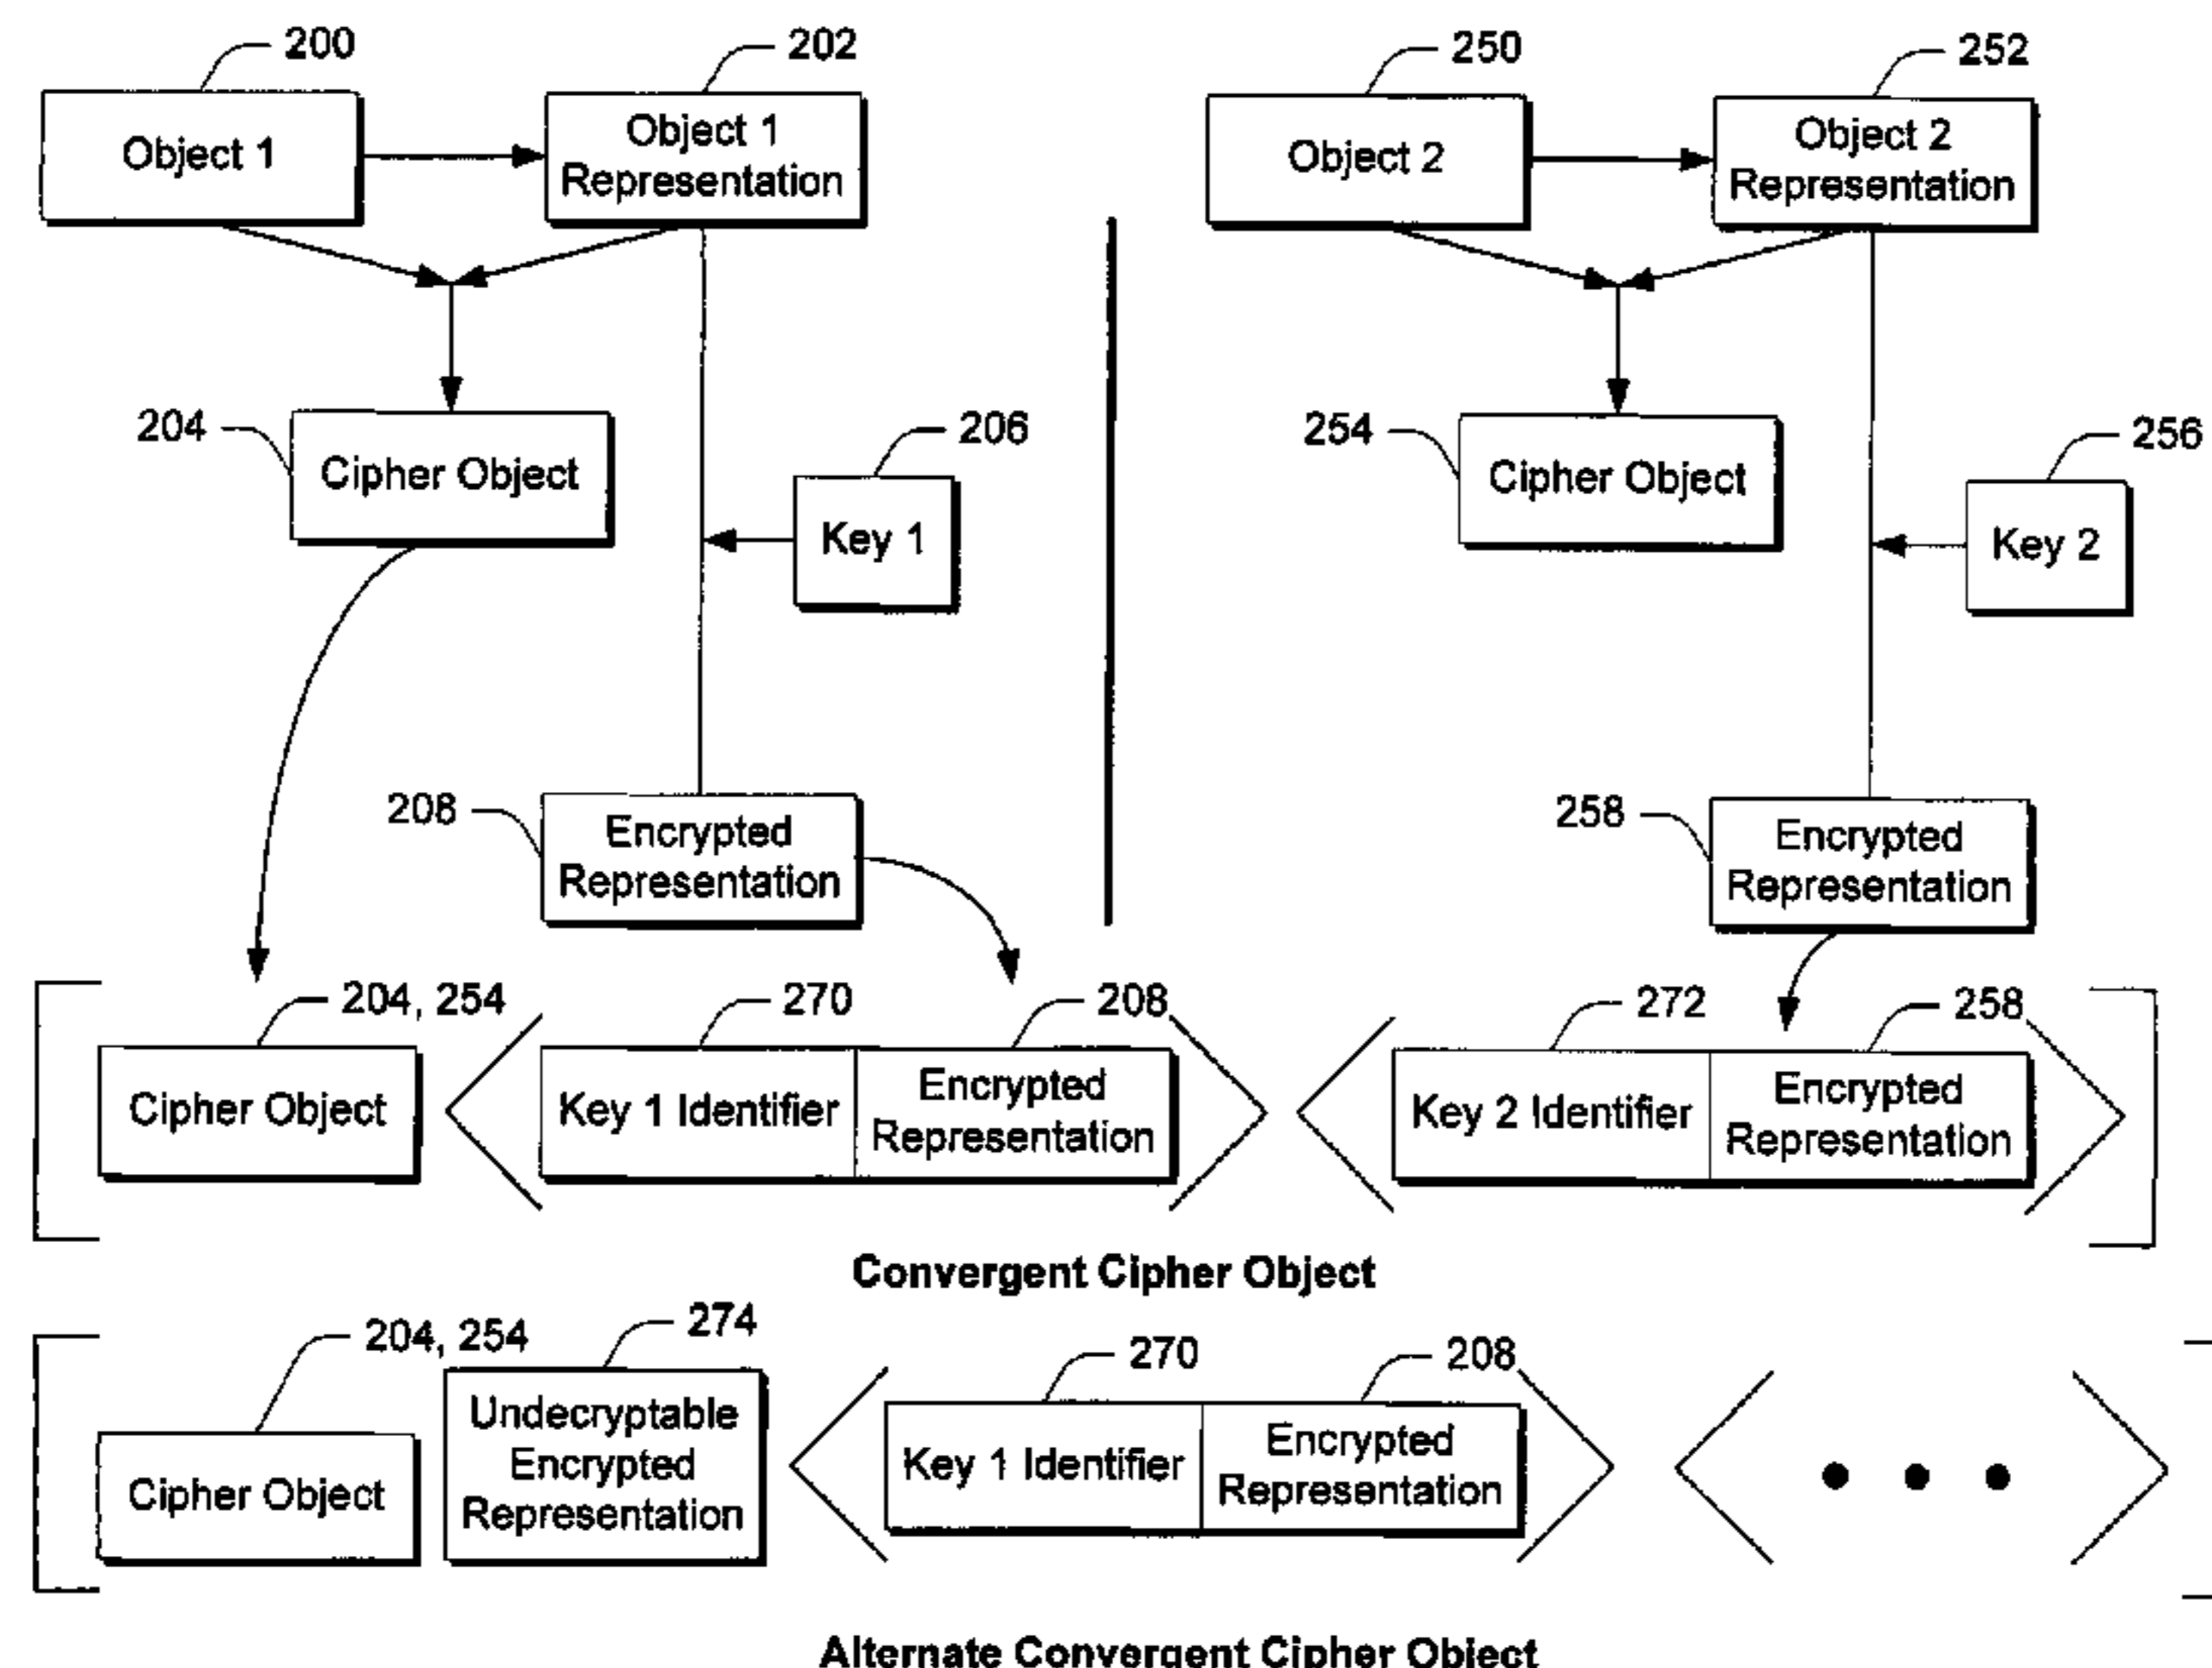 200
202
250
252
Object 1
Object 1
Representation
Object 2
Object 2
Representation
204
Cipher Object
206
Key 1
254
Cipher Object
256
Key 2
208
Encrypted
Representation
258
Encrypted
Representation
204, 254
270
208
272
258
Cipher Object
Key 1 Identifier
Encrypted
Representation
Key 2 Identifier
Encrypted
Representation
Convergent Cipher Object
204, 254
274
270
208
Cipher Object
Undecryptable
Encrypted
Representation
Key 1 Identifier
Encrypted
Representation
Alternate Convergent Cipher Object